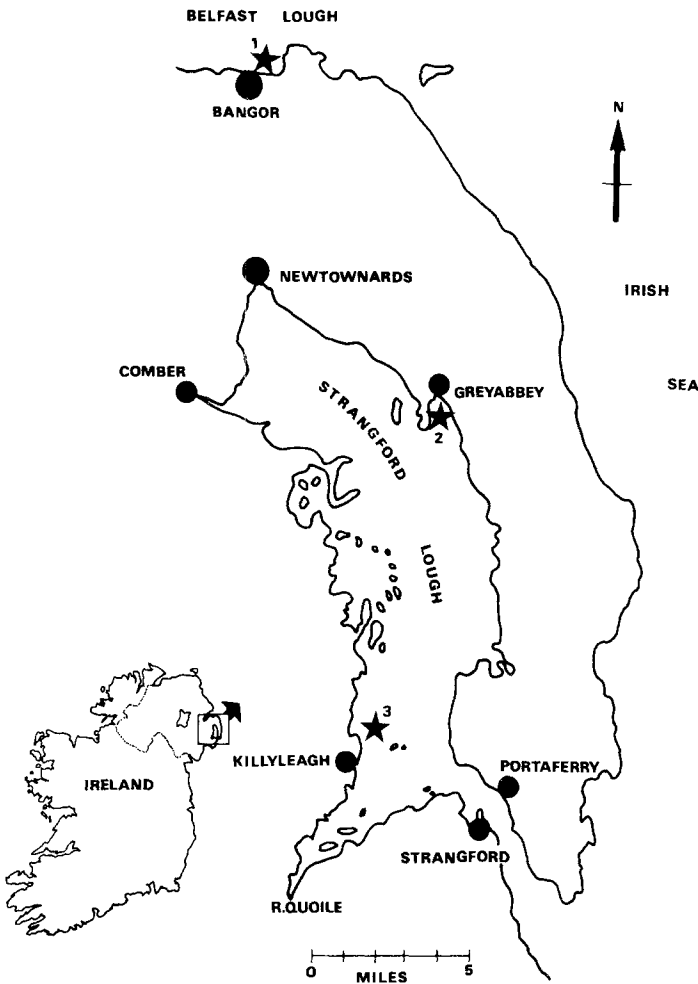 BELFAST LOUGH
1
BANGOR
N
NEWTOWNARDS
IRISH
SEA
COMBER
GREYABBEY
2
STRANGFORD
LOUGH
3
KILLYLEAGH
PORTAFERRY
IRELAND
STRANGFORD
R.QUOILE
0 5
MILES